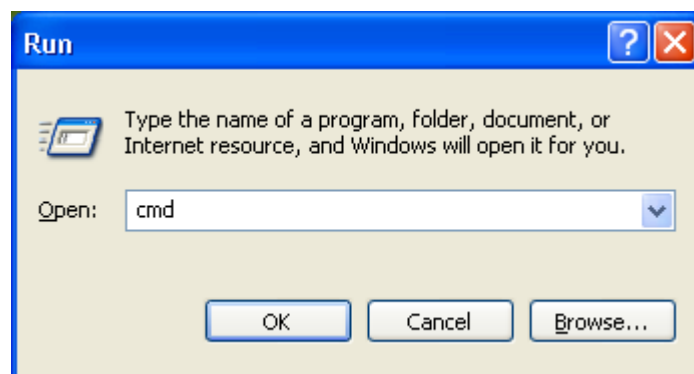 Run
Type the name of a program, folder, document, or
Internet resource, and Windows will open it for you.
Open: cmd
OK Cancel Browse...